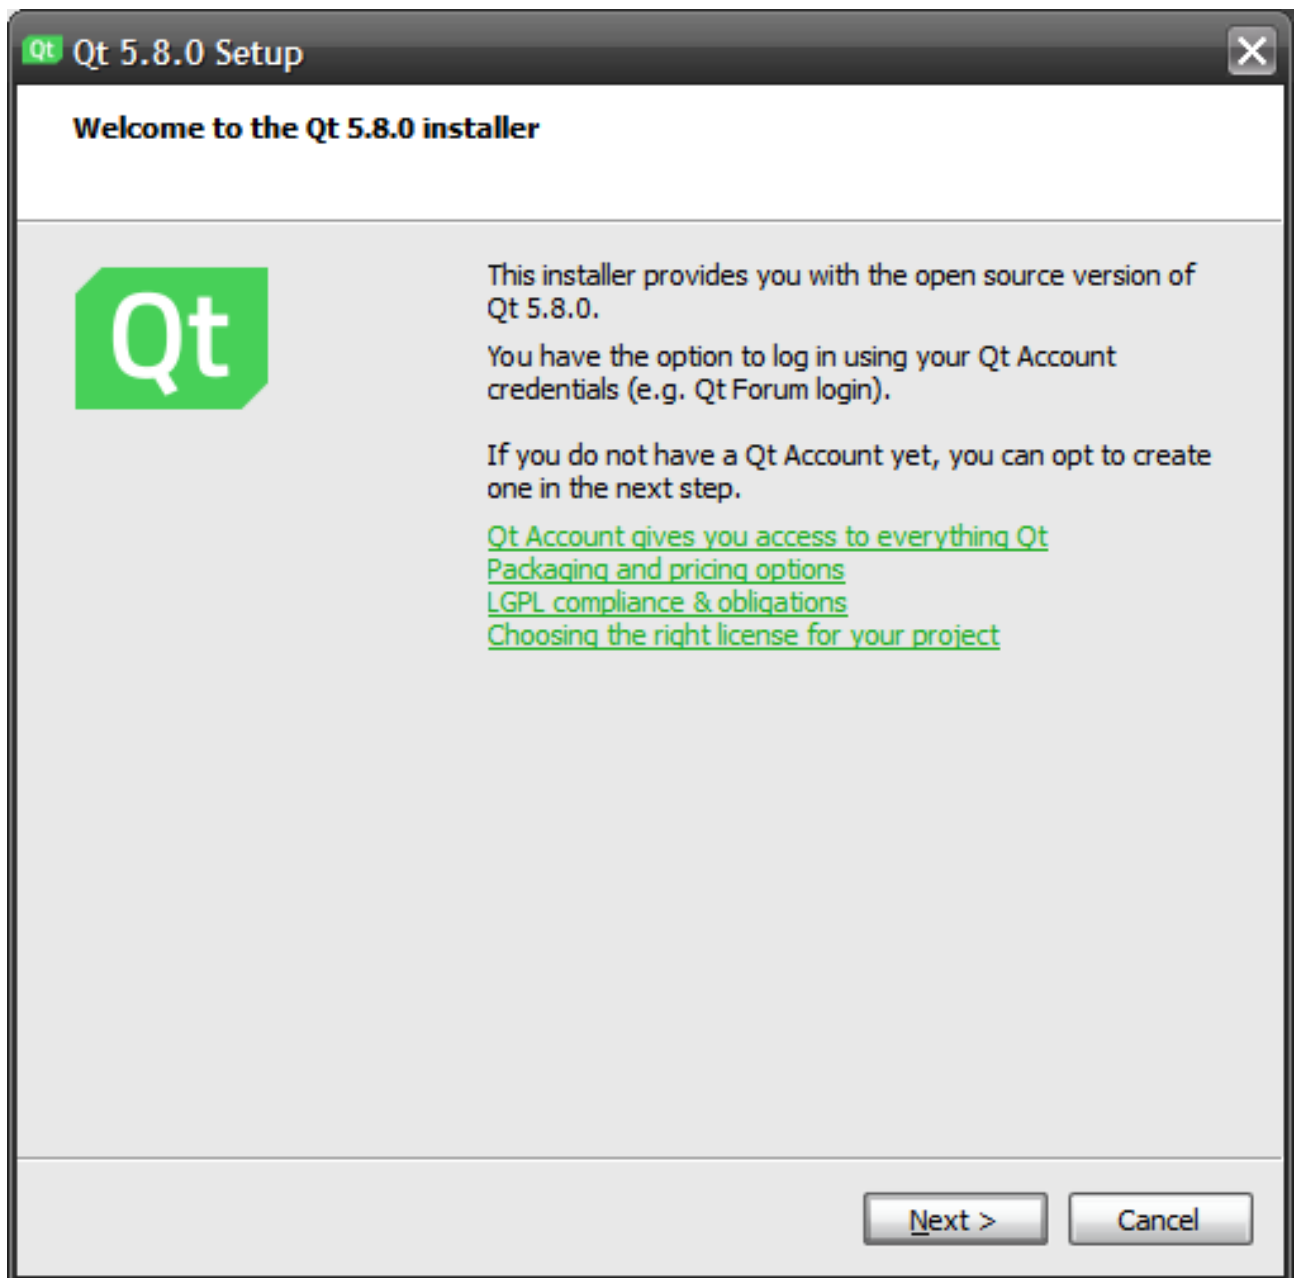 Qt Qt 5.8.0 Setup
Welcome to the Qt 5.8.0 installer
Qt
This installer provides you with the open source version of
Qt 5.8.0.
You have the option to log in using your Qt Account
credentials (e.g. Qt Forum login).
If you do not have a Qt Account yet, you can opt to create
one in the next step.
Qt Account gives you access to everything Qt
Packaging and pricing options
LGPL compliance & obligations
Choosing the right license for your project
Next > Cancel